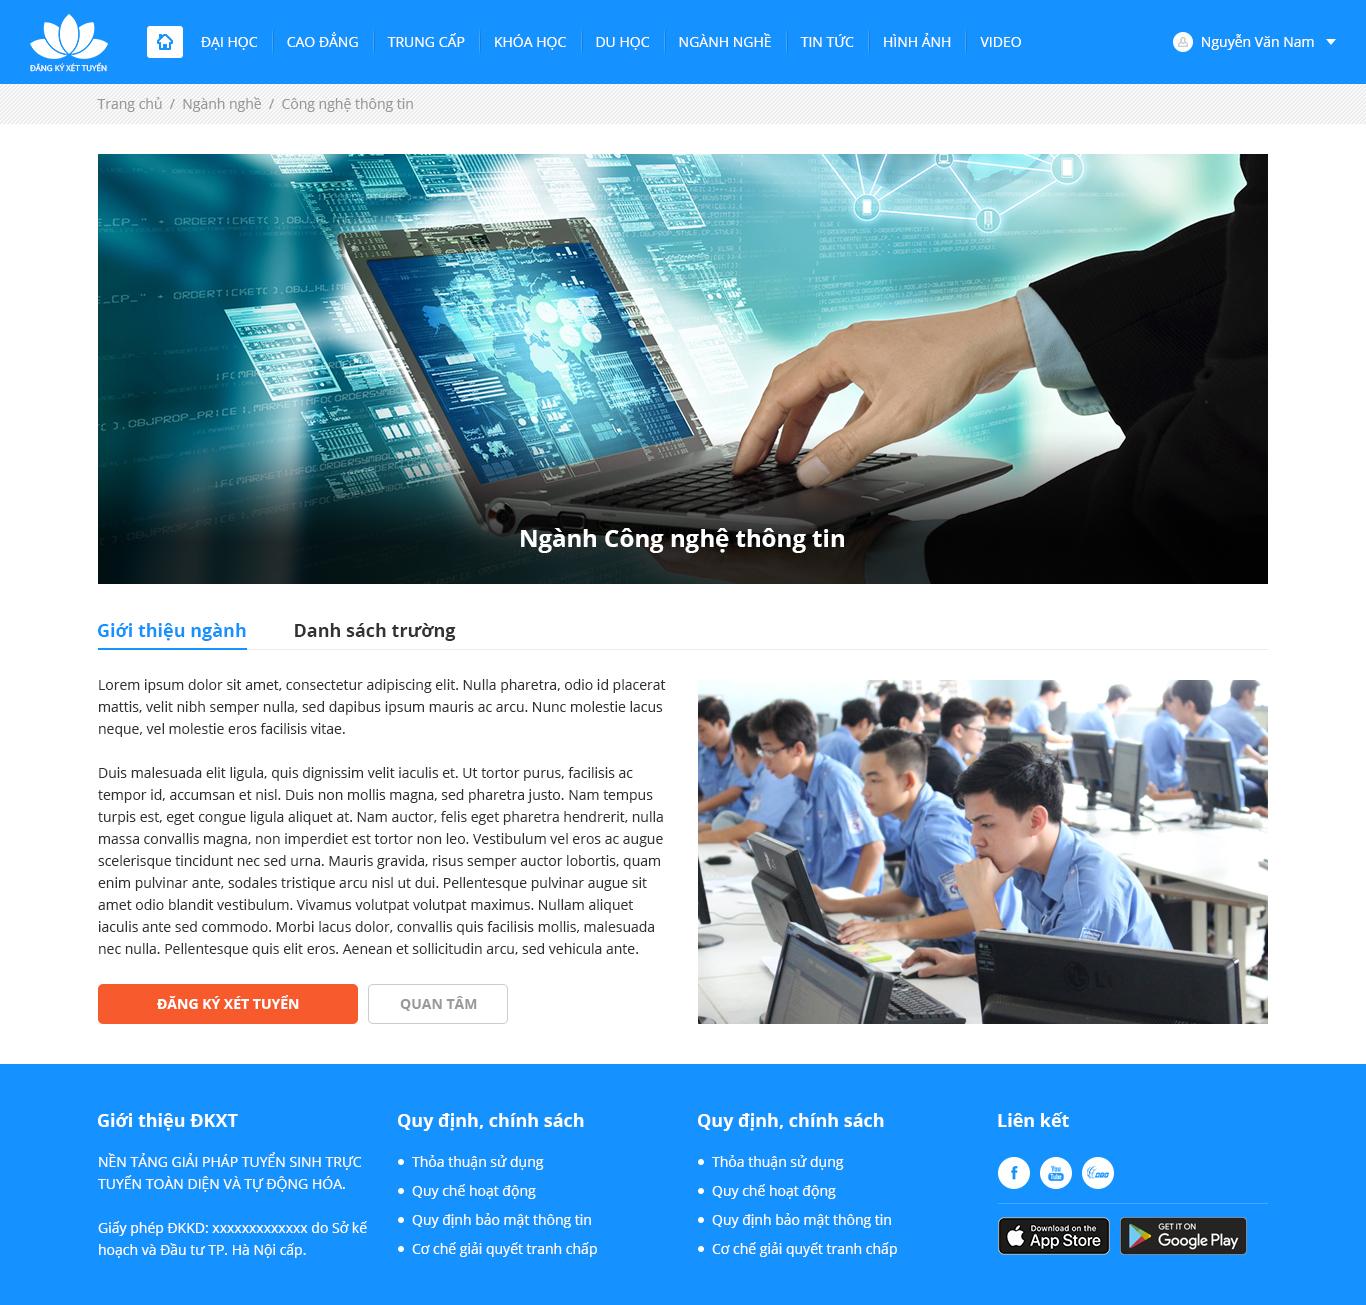 ĐĂNG KÝ XÉT TUYỂN
ĐẠI HỌC
CAO ĐẲNG
TRUNG CẤP
KHÓA HỌC
DU HỌC
NGÀNH NGHỀ
TIN TỨC
HÌNH ẢNH
VIDEO
Nguyễn Văn Nam
Trang chủ / Ngành nghề / Công nghệ thông tin
Ngành Công nghệ thông tin
Giới thiệu ngành
Danh sách trường
Lorem ipsum dolor sit amet, consectetur adipiscing elit. Nulla pharetra, odio id placerat
mattis, velit nibh semper nulla, sed dapibus ipsum mauris ac arcu. Nunc molestie lacus
neque, vel molestie eros facilisis vitae.
Duis malesuada elit ligula, quis dignissim velit iaculis et. Ut tortor purus, facilisis ac
tempor id, accumsan et nisl. Duis non mollis magna, sed pharetra justo. Nam tempus
turpis est, eget congue ligula aliquet at. Nam auctor, felis eget pharetra hendrerit, nulla
massa convallis magna, non imperdiet est tortor non leo. Vestibulum vel eros ac augue
scelerisque tincidunt nec sed urna. Mauris gravida, risus semper auctor lobortis, quam
enim pulvinar ante, sodales tristique arcu nisl ut dui. Pellentesque pulvinar augue sit
amet odio blandit vestibulum. Vivamus volutpat volutpat maximus. Nullam aliquet
iaculis ante sed commodo. Morbi lacus dolor, convallis quis facilisis mollis, malesuada
nec nulla. Pellentesque quis elit eros. Aenean et sollicitudin arcu, sed vehicula ante.
ĐĂNG KÝ XÉT TUYỂN
QUAN TÂM
LG
Giới thiệu ĐKXT
NỀN TẢNG GIẢI PHÁP TUYỂN SINH TRỰC
TUYẾN TOÀN DIỆN VÀ TỰ ĐỘNG HÓA.
Giấy phép ĐKKD: xxxxxxxxxxxxx do Sở kế
hoạch và Đầu tư TP. Hà Nội cấp.
Quy định, chính sách
Thỏa thuận sử dụng
Quy chế hoạt động
Quy định bảo mật thông tin
Cơ chế giải quyết tranh chấp
Quy định, chính sách
Thỏa thuận sử dụng
Quy chế hoạt động
Quy định bảo mật thông tin
Cơ chế giải quyết tranh chấp
Liên kết
f
You
Tube
Download on the
App Store
GET IT ON
Google Play